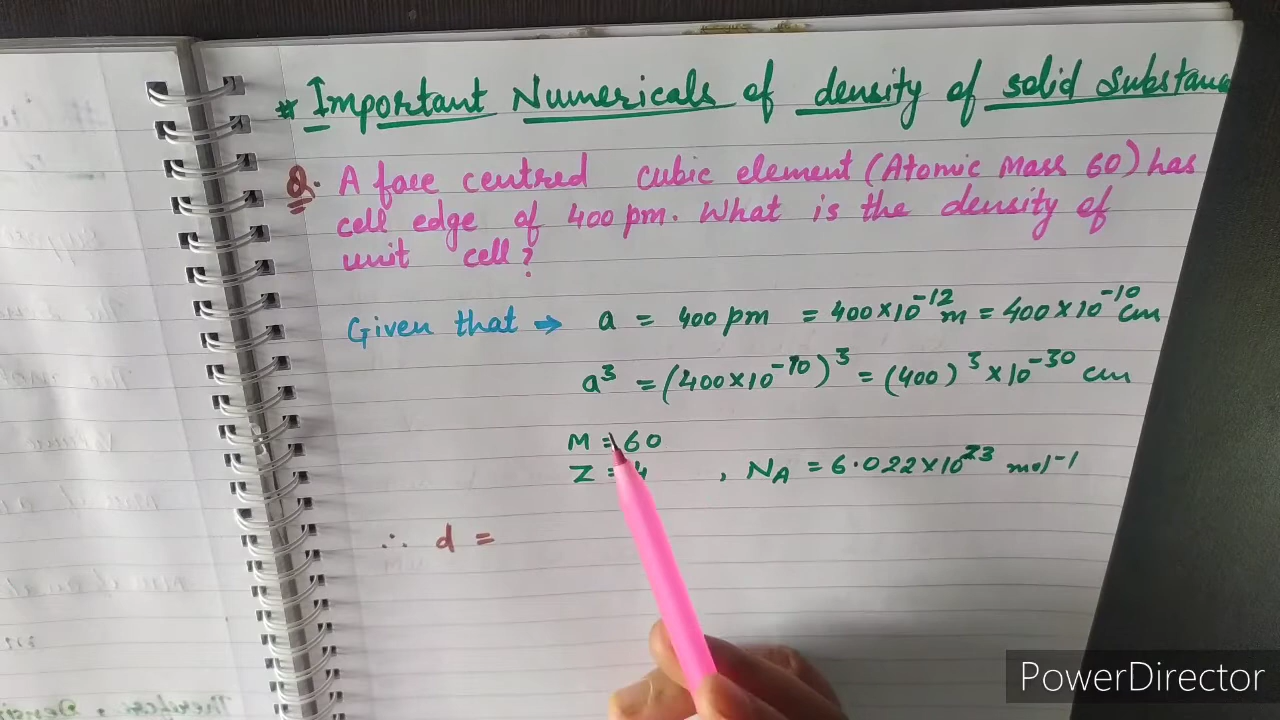 * Important Numericals of density of solid Substanc
Q. A face centred cubic element (Atomic Mass 60) has
cell edge of 400 pm. What is the density of
unit cell?
Given that ⇒ a = 400 pm = 400×10⁻¹² m = 400×10⁻¹⁰ cm
a³ = (400×10⁻¹⁰)³ = (400)³×10⁻³⁰ cm
M = 60
Z = 4 , N_A = 6.022×10²³ mol⁻¹
∴ d =
PowerDirector